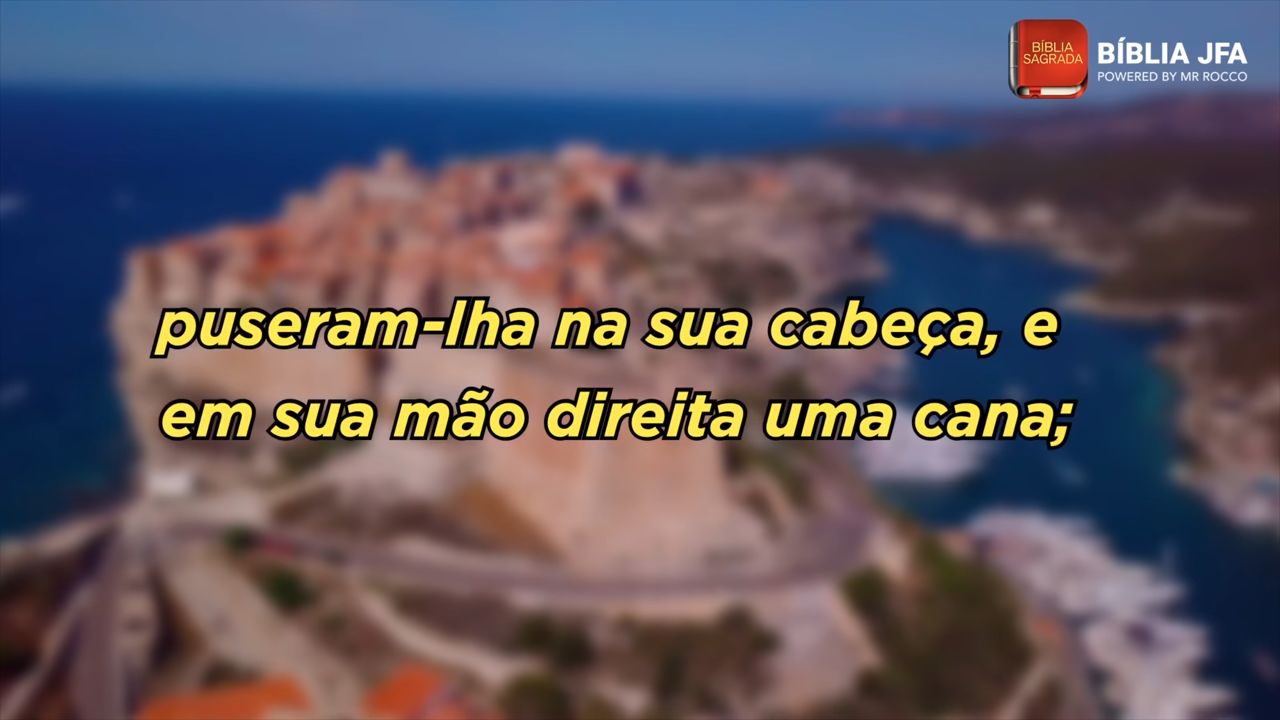 BÍBLIA
SAGRADA
BÍBLIA JFA
POWERED BY MR ROCCO
puseram-lha na sua cabeça, e
em sua mão direita uma cana;